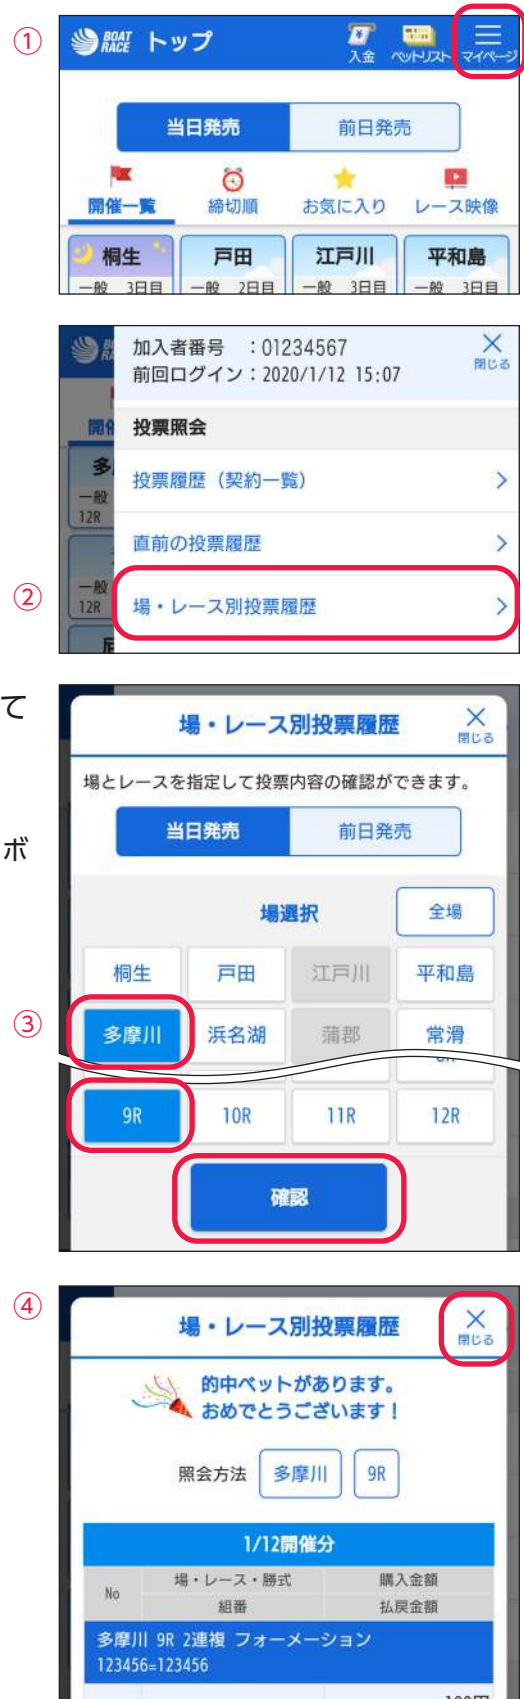 ①
BOAT RACE トップ
入金 ベットリスト マイページ
当日発売 前日発売
開催一覧 締切順 お気に入り レース映像
桐生 戸田 江戸川 平和島
一般 3日目 一般 2日目 一般 3日目 一般 3日目
加入者番号 :01234567
前回ログイン:2020/1/12 15:07
閉じる
投票照会
投票履歴(契約一覧)
直前の投票履歴
②
場・レース別投票履歴
一般
12R
一般
12R
て
ボ
場・レース別投票履歴
閉じる
場とレースを指定して投票内容の確認ができます。
当日発売 前日発売
場選択 全場
桐生 戸田 江戸川 平和島
③
多摩川 浜名湖 蒲郡 常滑
9R 10R 11R 12R
確認
④
場・レース別投票履歴
閉じる
的中ベットがあります。
おめでとうございます!
照会方法 多摩川 9R
1/12開催分
No 場・レース・勝式 購入金額
組番 払戻金額
多摩川 9R 2連複 フォーメーション
123456=123456